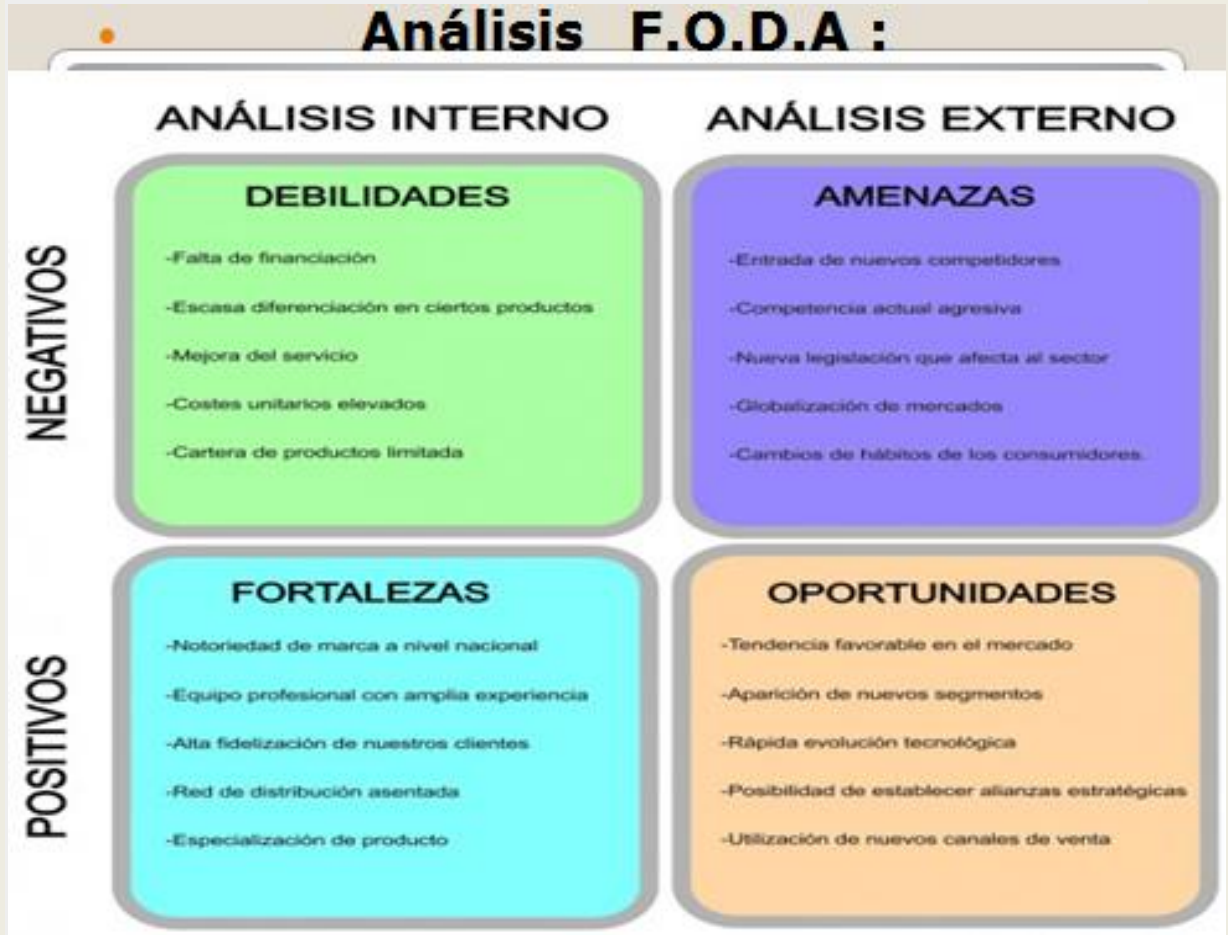 • Análisis F.O.D.A :
ANÁLISIS INTERNO
ANÁLISIS EXTERNO
NEGATIVOS
DEBILIDADES
-Falta de financiación
-Escasa diferenciación en ciertos productos
-Mejora del servicio
-Costes unitarios elevados
-Cartera de productos limitada
AMENAZAS
-Entrada de nuevos competidores
-Competencia actual agresiva
-Nueva legislación que afecta al sector
-Globalización de mercados
-Cambios de hábitos de los consumidores.
POSITIVOS
FORTALEZAS
-Notoriedad de marca a nivel nacional
-Equipo profesional con amplia experiencia
-Alta fidelización de nuestros clientes
-Red de distribución asentada
-Especialización de producto
OPORTUNIDADES
-Tendencia favorable en el mercado
-Aparición de nuevos segmentos
-Rápida evolución tecnológica
-Posibilidad de establecer alianzas estratégicas
-Utilización de nuevos canales de venta